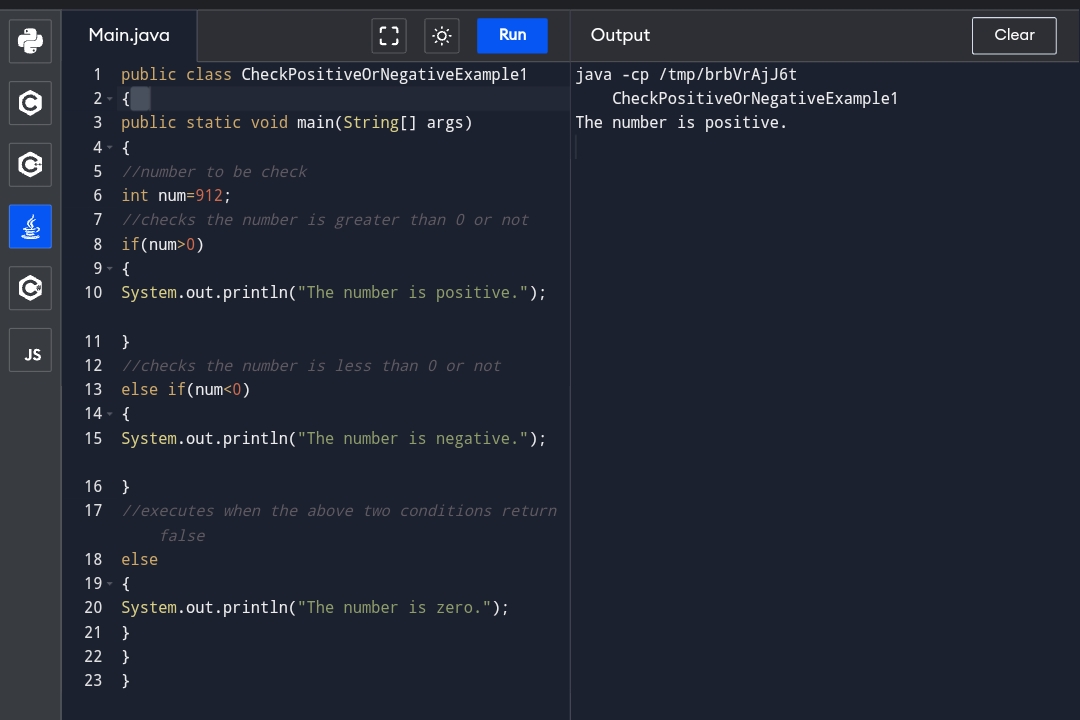 Main.java
Run
Output
Clear
1 public class CheckPositiveOrNegativeExample1
2 {
3 public static void main(String[] args)
4 {
5 //number to be check
6 int num=912;
7 //checks the number is greater than 0 or not
8 if(num>0)
9 {
10 System.out.println("The number is positive.");
11 }
12 //checks the number is less than 0 or not
13 else if(num<0)
14 {
15 System.out.println("The number is negative.");
16 }
17 //executes when the above two conditions return
false
18 else
19 {
20 System.out.println("The number is zero.");
21 }
22 }
23 }
java -cp /tmp/brbVrAjJ6t
CheckPositiveOrNegativeExample1
The number is positive.
C
C
C
JS